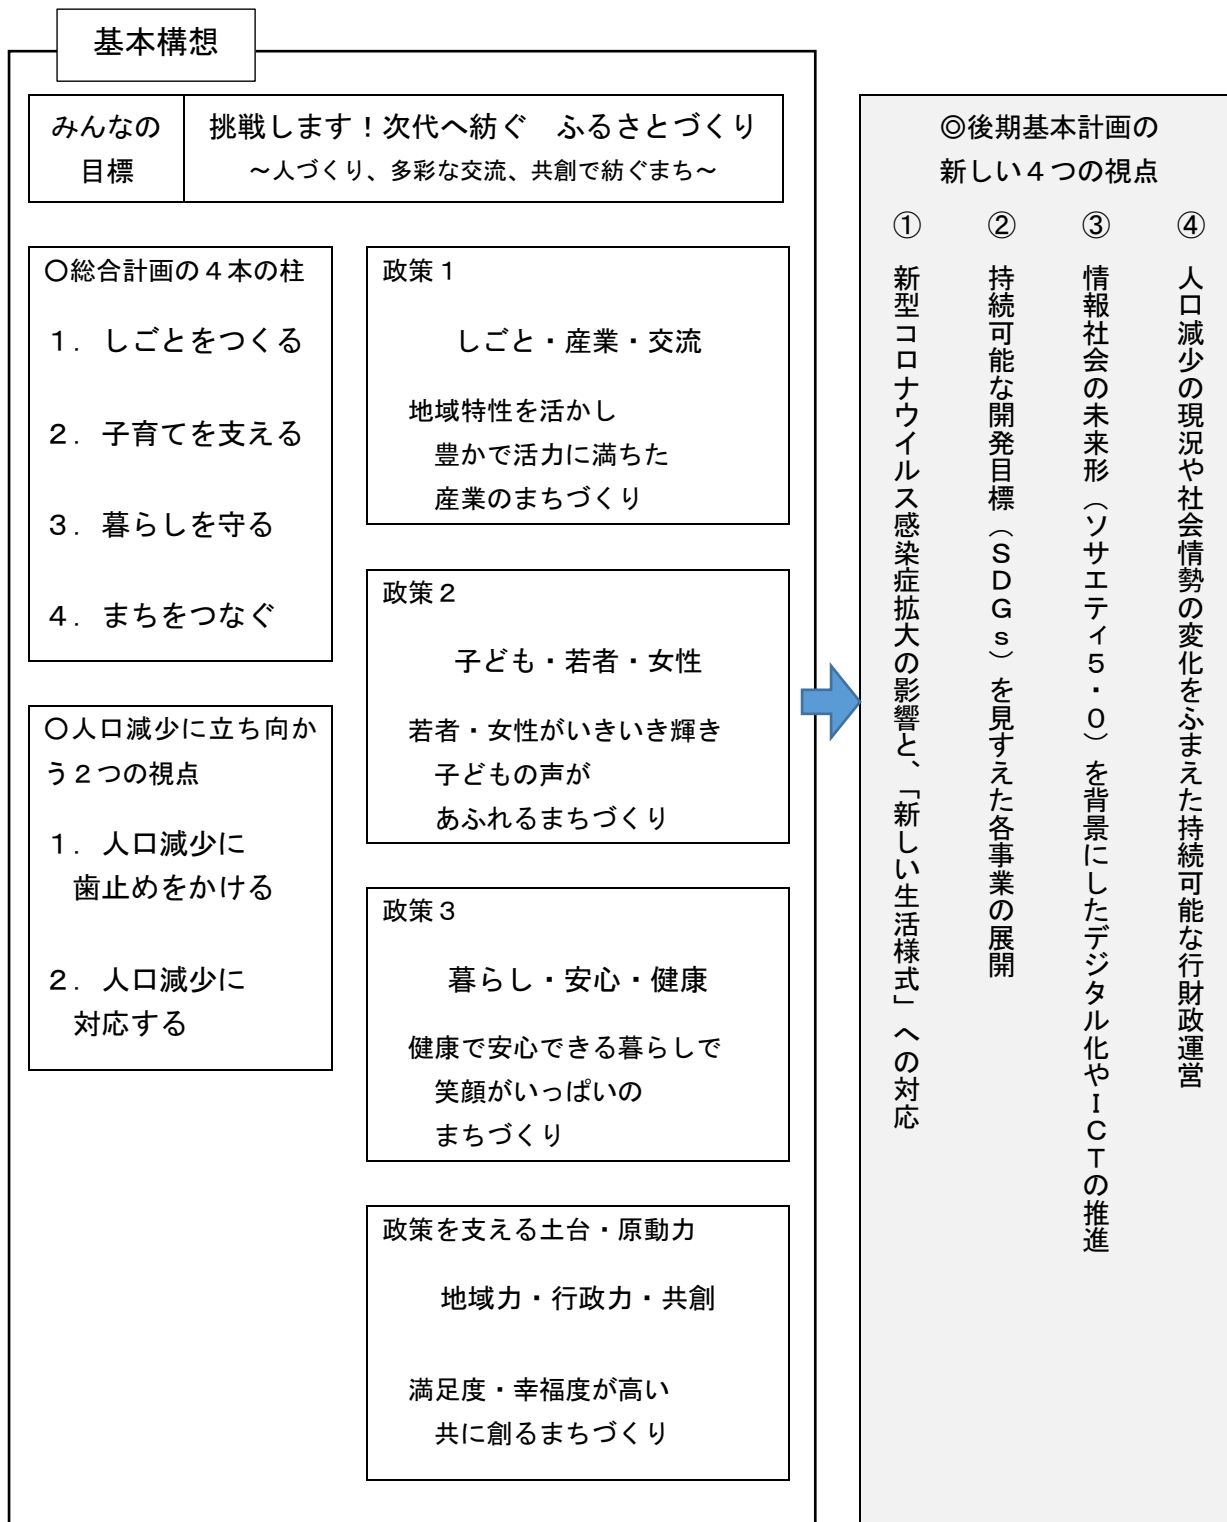 基本構想
みんなの
目標
挑戦します！次代へ紡ぐ　ふるさとづくり
～人づくり、多彩な交流、共創で紡ぐまち～
〇総合計画の４本の柱
１．しごとをつくる
２．子育てを支える
３．暮らしを守る
４．まちをつなぐ
〇人口減少に立ち向か
う２つの視点
１．人口減少に
歯止めをかける
２．人口減少に
対応する
政策１
しごと・産業・交流
地域特性を活かし
豊かで活力に満ちた
産業のまちづくり
政策２
子ども・若者・女性
若者・女性がいきいき輝き
子どもの声が
あふれるまちづくり
政策３
暮らし・安心・健康
健康で安心できる暮らしで
笑顔がいっぱいの
まちづくり
政策を支える土台・原動力
地域力・行政力・共創
満足度・幸福度が高い
共に創るまちづくり
◎後期基本計画の
新しい４つの視点
①　新型コロナウイルス感染症拡大の影響と、「新しい生活様式」への対応
②　持続可能な開発目標（ＳＤＧｓ）を見すえた各事業の展開
③　情報社会の未来形（ソサエティ５・０）を背景にしたデジタル化やＩＣＴの推進
④　人口減少の現況や社会情勢の変化をふまえた持続可能な行財政運営